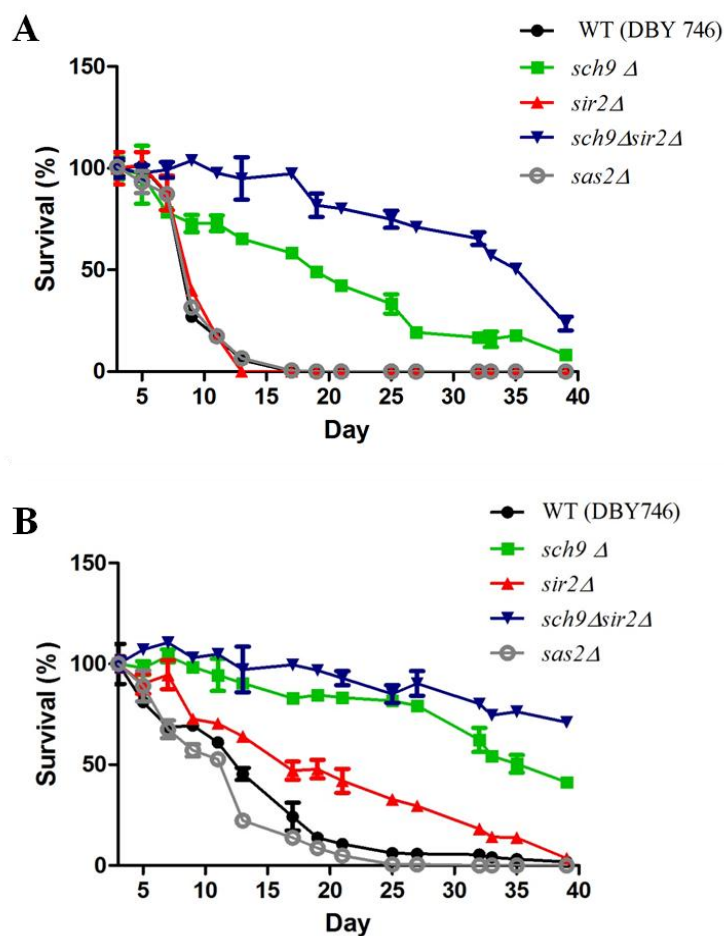 A
WT (DBY 746)
sch9 Δ
sir2Δ
sch9Δsir2Δ
sas2Δ
150
100
50
0
Survival (%)
5 10 15 20 25 30 35 40
Day
B
WT (DBY746)
sch9 Δ
sir2Δ
sch9Δsir2Δ
sas2Δ
150
100
50
0
Survival (%)
5 10 15 20 25 30 35 40
Day